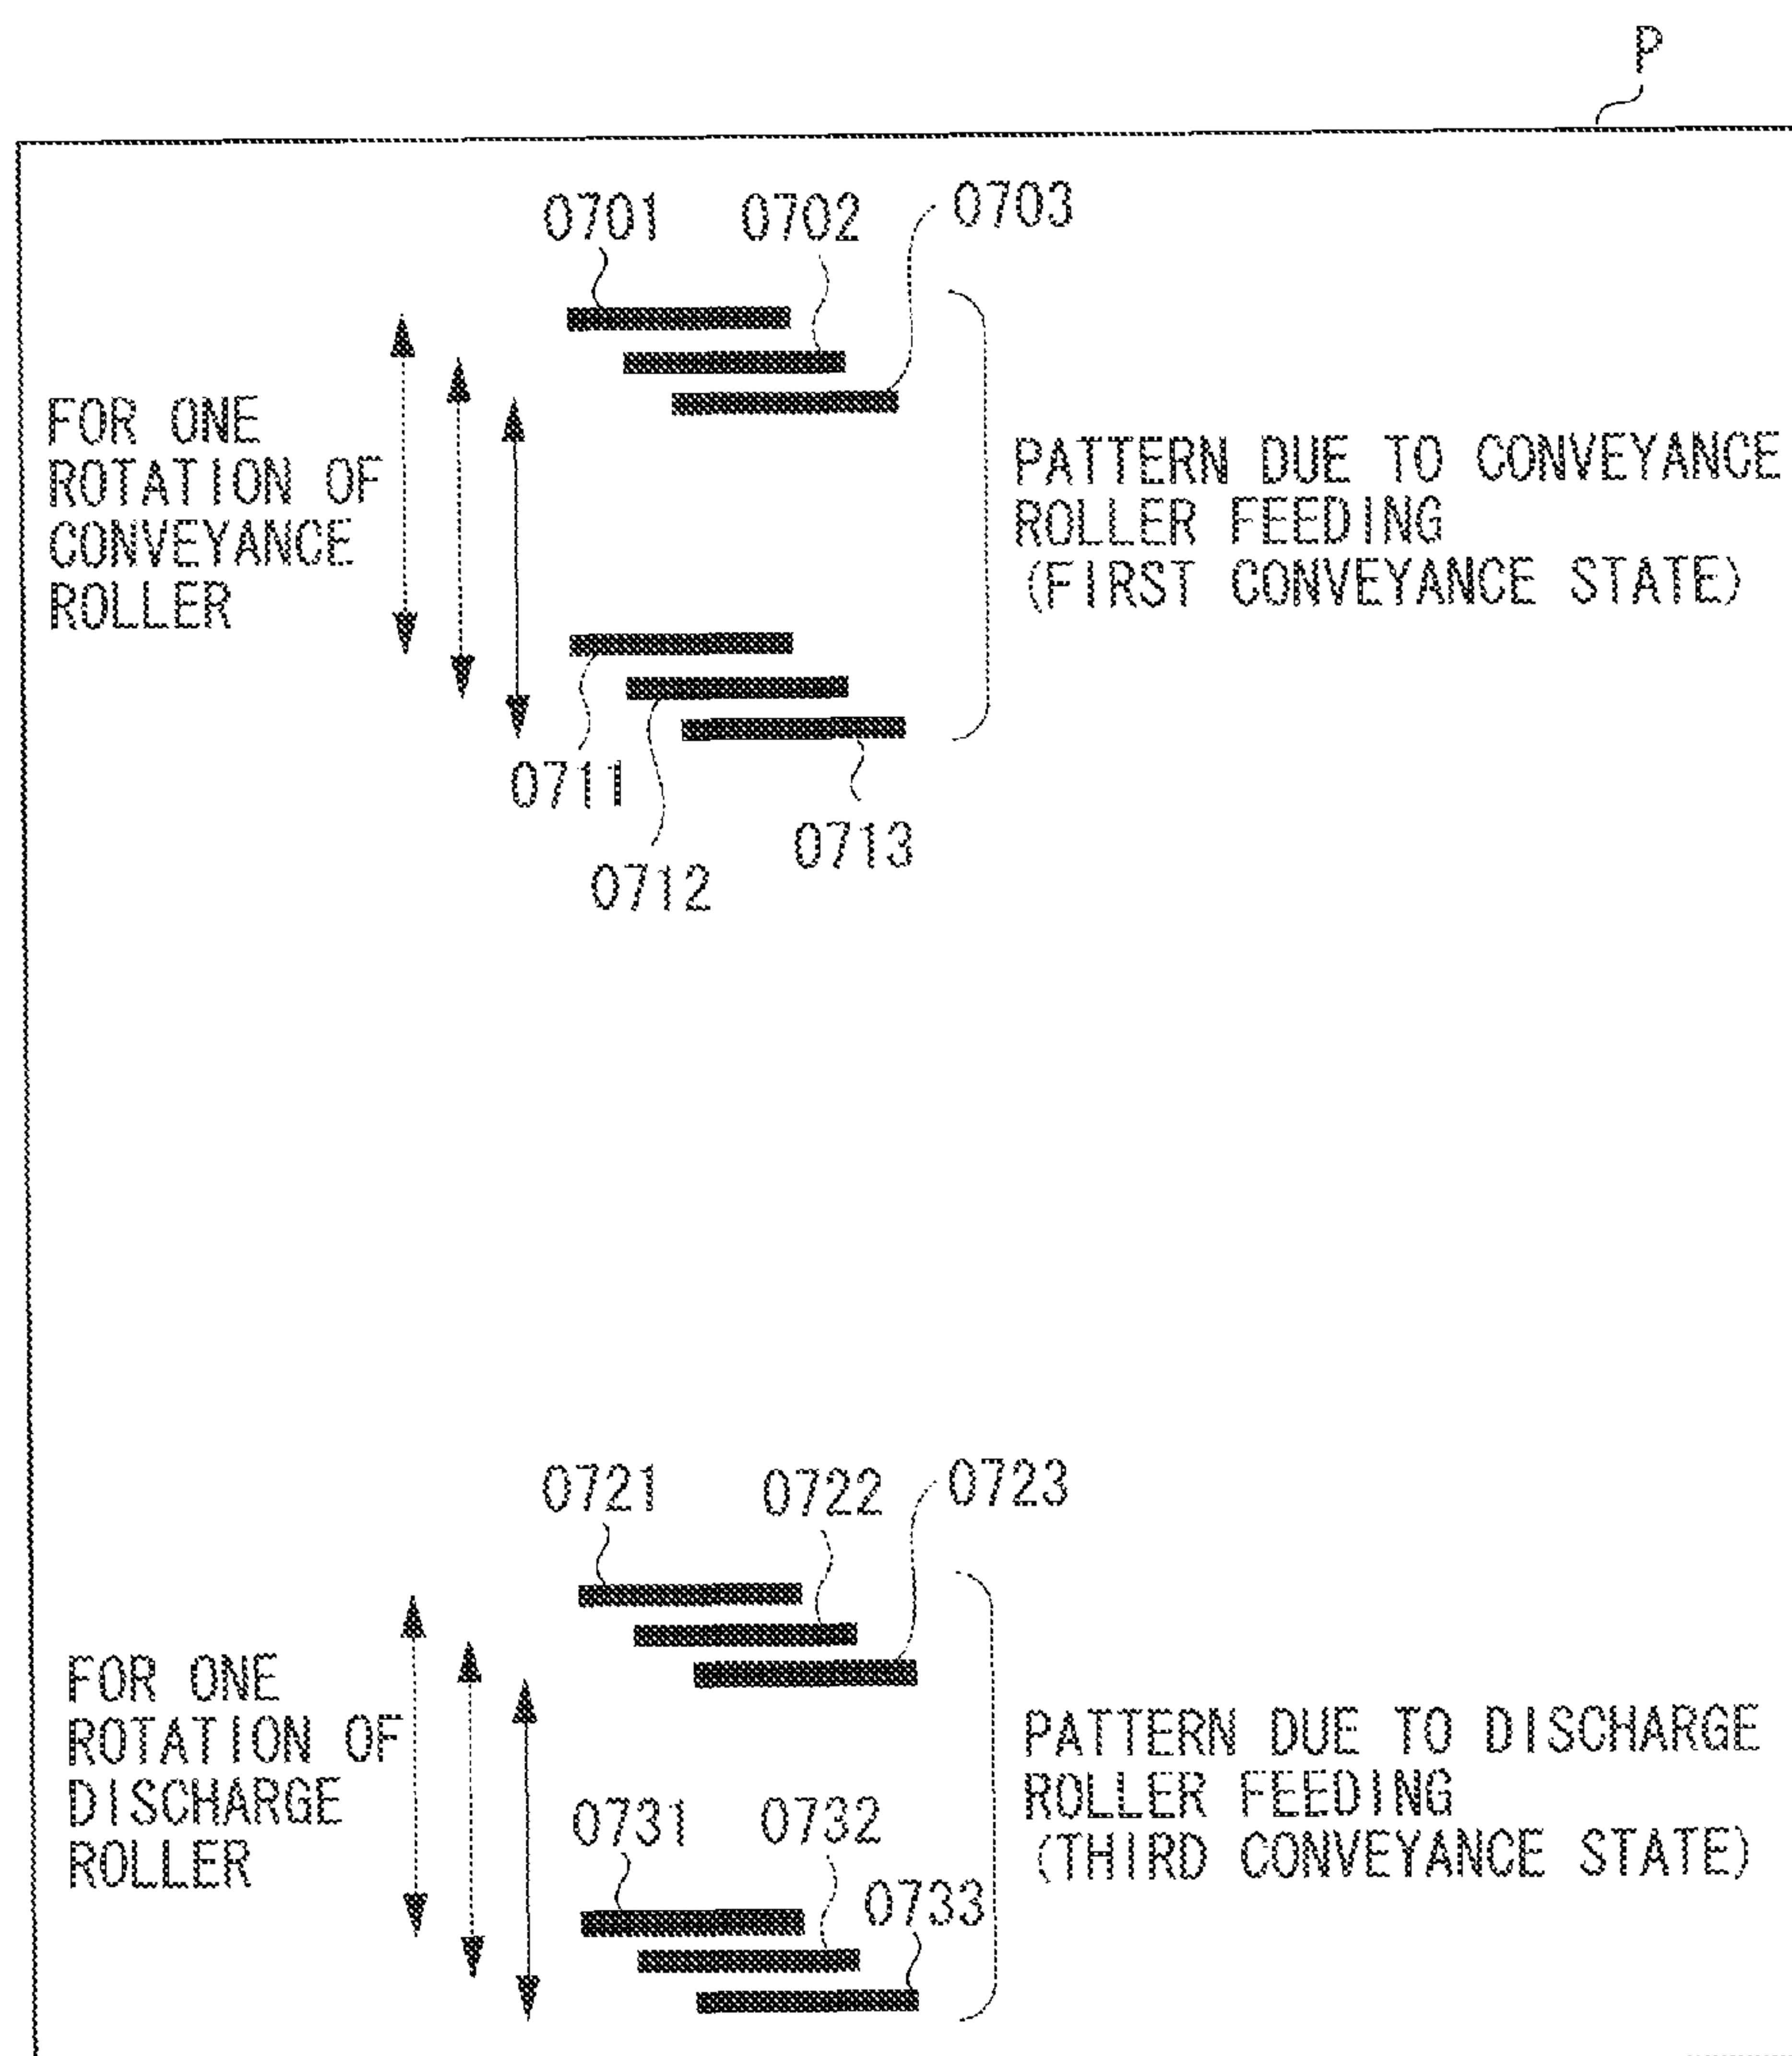 P
0701 0702 0703
FOR ONE
ROTATION OF
CONVEYANCE
ROLLER
PATTERN DUE TO CONVEYANCE
ROLLER FEEDING
(FIRST CONVEYANCE STATE)
0711
0712
0713
0721 0722 0723
FOR ONE
ROTATION OF
DISCHARGE
ROLLER
PATTERN DUE TO DISCHARGE
ROLLER FEEDING
(THIRD CONVEYANCE STATE)
0731 0732
0733